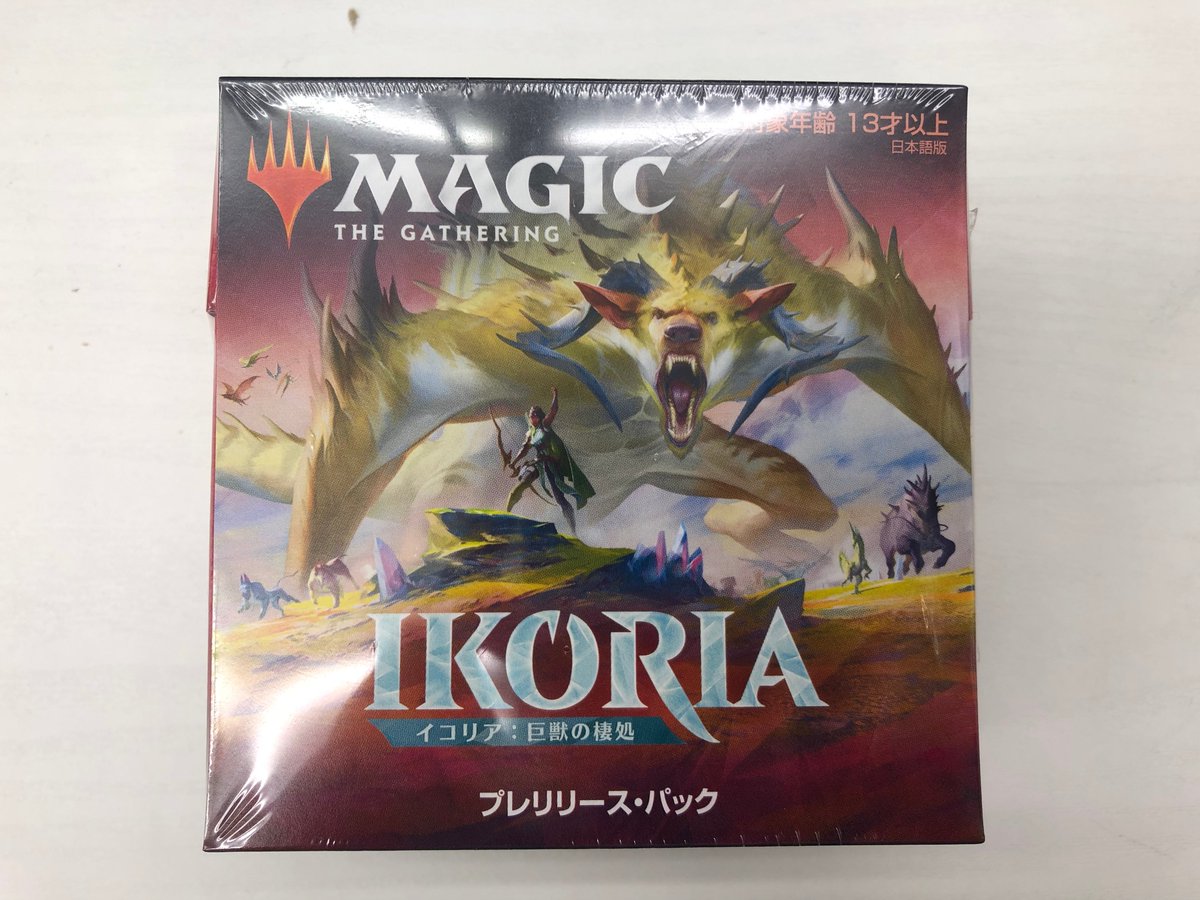 対象年齢 13才以上
日本語版
MAGIC
THE GATHERING
IKORIA
イコリア：巨獣の棲処
プレリリース・パック